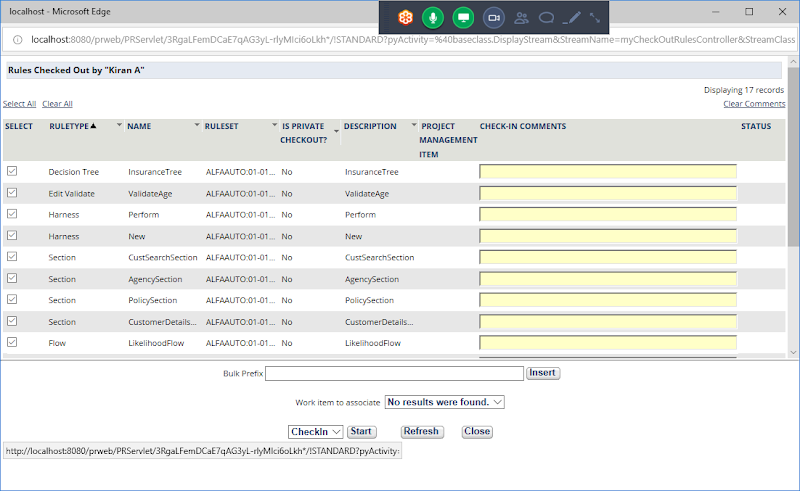 localhost - Microsoft Edge
localhost:8080/prweb/PRServlet/3RgaLFemDCaE7qAG3yL-rlyMIci6oLkh*/!STANDARD?pyActivity=%40baseclass.DisplayStream&StreamName=myCheckOutRulesController&StreamClass
Rules Checked Out by "Kiran A"
Displaying 17 records
Select All Clear All Clear Comments
SELECT RULETYPE NAME RULESET IS PRIVATE CHECKOUT? DESCRIPTION PROJECT MANAGEMENT ITEM CHECK-IN COMMENTS STATUS
Decision Tree InsuranceTree ALFAAUTO:01-01... No InsuranceTree
Edit Validate ValidateAge ALFAAUTO:01-01... No ValidateAge
Harness Perform ALFAAUTO:01-01... No Perform
Harness New ALFAAUTO:01-01... No New
Section CustSearchSection ALFAAUTO:01-01... No CustSearchSection
Section AgencySection ALFAAUTO:01-01... No AgencySection
Section PolicySection ALFAAUTO:01-01... No PolicySection
Section CustomerDetails... ALFAAUTO:01-01... No CustomerDetails...
Flow LikelihoodFlow ALFAAUTO:01-01... No LikelihoodFlow
Bulk Prefix Insert
Work item to associate No results were found.
CheckIn Start Refresh Close
http://localhost:8080/prweb/PRServlet/3RgaLFemDCaE7qAG3yL-rlyMIci6oLkh*/!STANDARD?pyActivity=